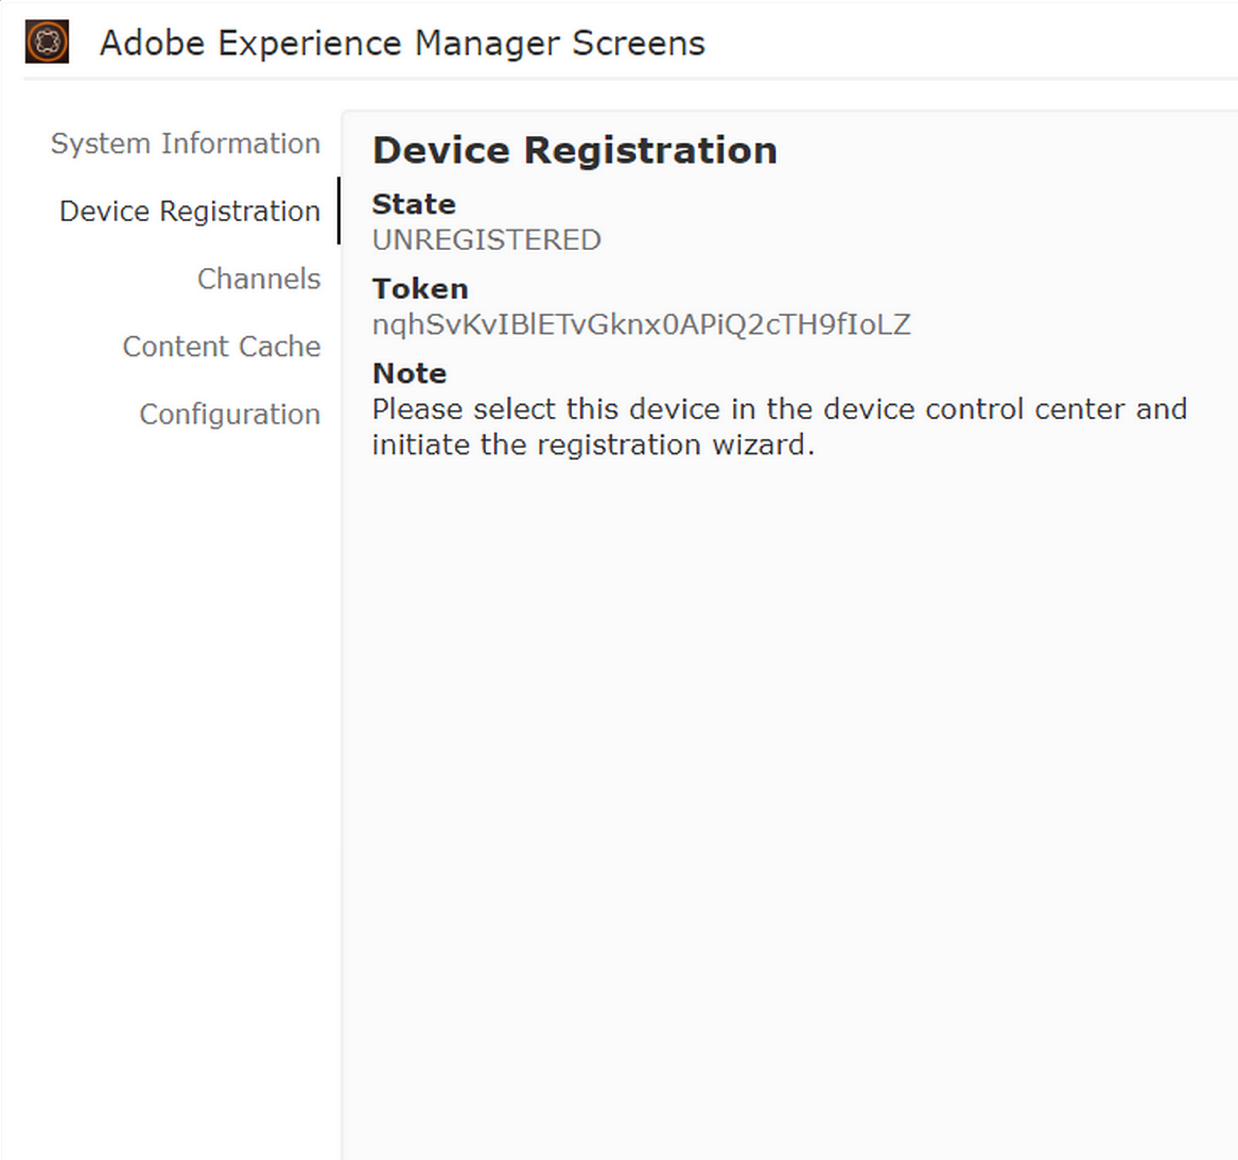 Adobe Experience Manager Screens
System Information
Device Registration
Channels
Content Cache
Configuration
Device Registration
State
UNREGISTERED
Token
nqhSvKvIBlETvGknx0APiQ2cTH9fIoLZ
Note
Please select this device in the device control center and
initiate the registration wizard.